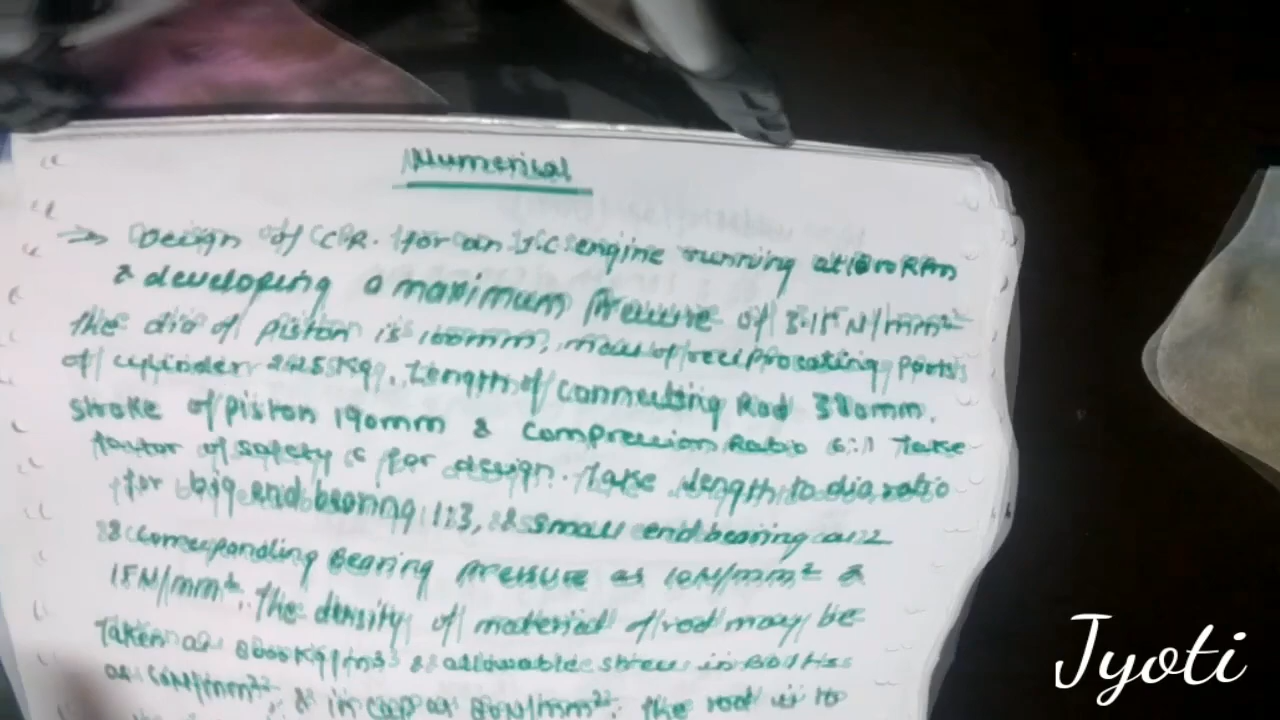 Numerical
→ Design of C.R. for an I.C engine running at RPM
& developing a maximum Pressure of 3.15 N/mm²
the dia of piston is 100mm, mass of reciprocating parts
of cylinder 2.25 Kg, Length of connecting Rod 380mm.
stroke of piston 190mm & compression Ratio 6:1 Take
factor of safety 6 for design. Take length to dia ratio
for big end bearing 1.3, & small end bearing as 2
& corresponding Bearing Pressure as 10N/mm² &
15N/mm². The density of material of rod may be
Taken as 8000Kg/m3 & allowable stress in Bolts
as 60N/mm², & in cap as 80N/mm². The rod is to
Jyoti